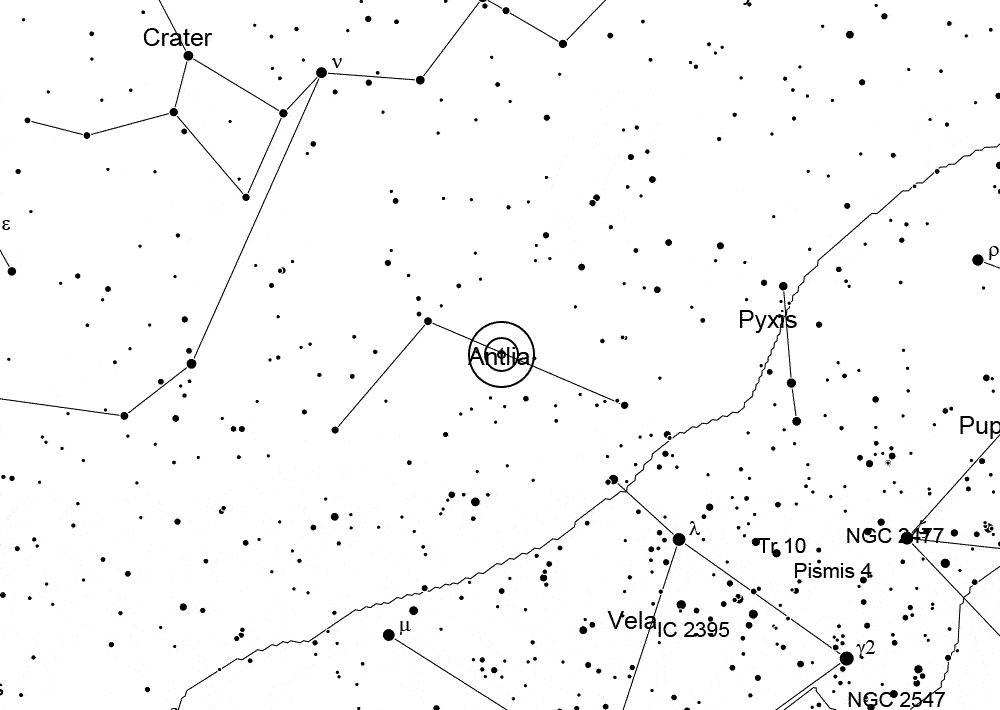 Crater
ν
ε
ρ
Pyxis
Antlia
Pup
λ
NGC 2477
Tr 10
Pismis 4
Vela
IC 2395
μ
γ2
s
NGC 2547